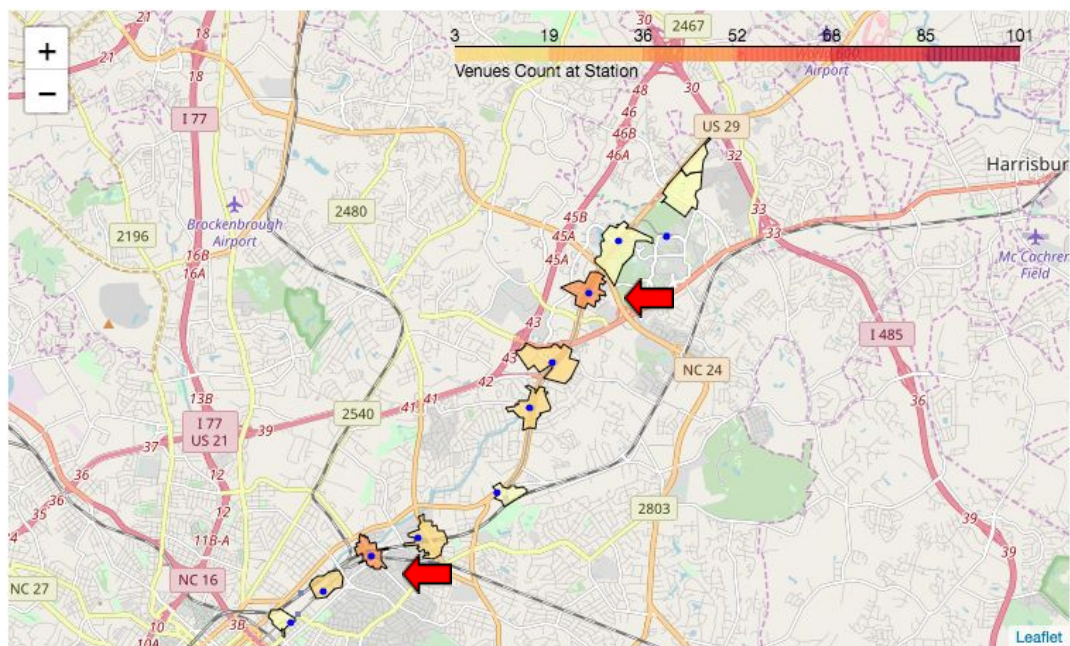 +
−
3 19 36 52 68 85 101
Venues Count at Station
30
2467
Airport
21
18
21
18
48
30
46
I 77
46B
46A
US 29
32
Harrisbur
Brockenbrough
Airport
2480
2196
45B
45A
45A
33
33
16B
16A
Mc Cachrer
Field
43
43
I 485
42
NC 24
13B
41
41
2540
36
I 77
US 21
39
37
12
36
36
35
34
12
2803
39
11B-A
39
NC 16
NC 27
10
3B
10A
Leaflet